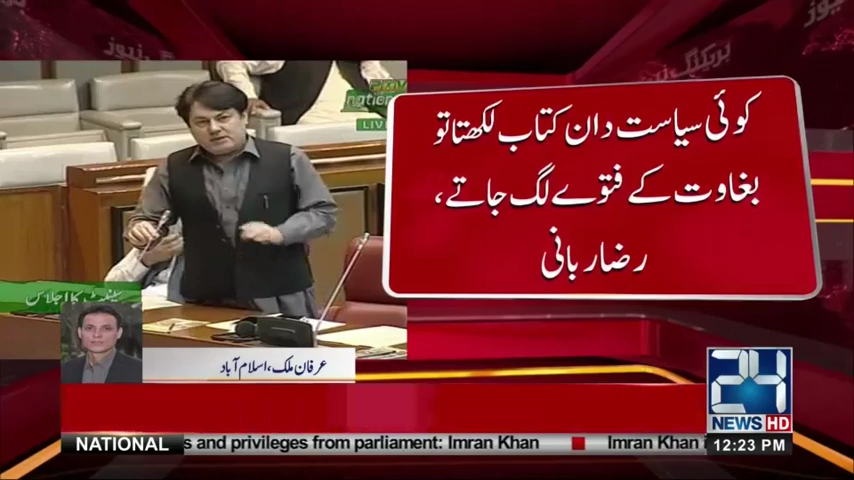 کوئی سیاست دان کتاب لکھتا تو
بغاوت کے فتوے لگ جاتے،
رضا ربانی
LIVE
سینیٹ کا اجلاس
عرفان ملک، اسلام آباد
24
NEWS HD
NATIONAL
s and privileges from parliament: Imran Khan
Imran Khan
12:23 PM